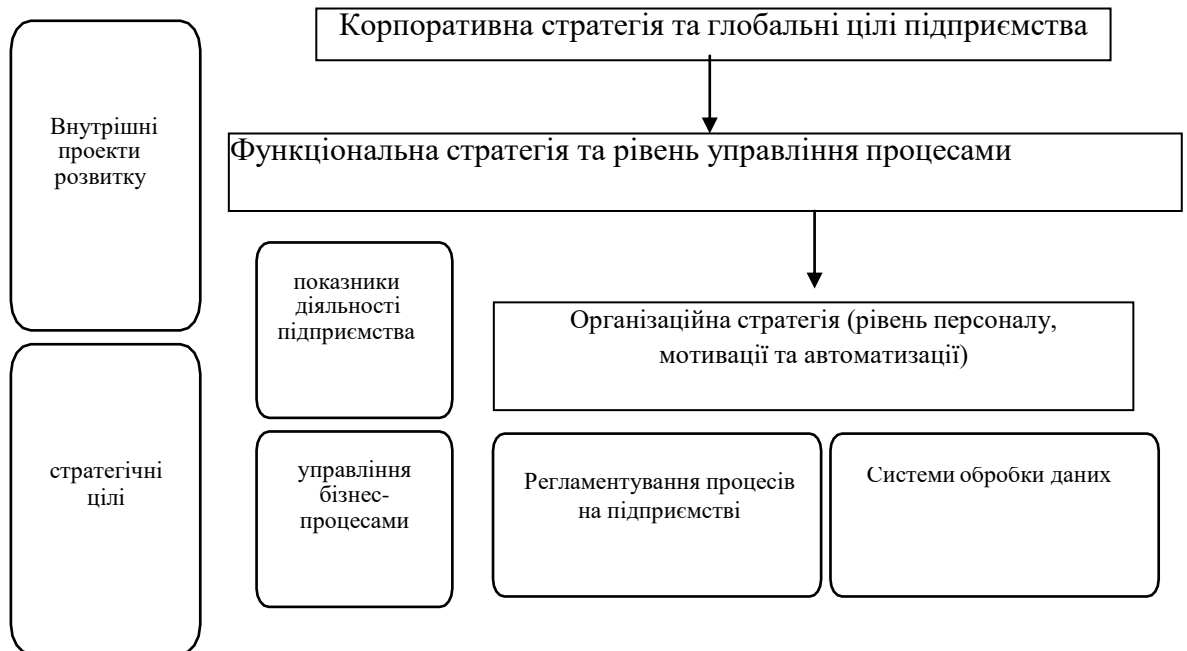 Корпоративна стратегія та глобальні цілі підприємства
Внутрішні
проекти
розвитку
Функціональна стратегія та рівень управління процесами
показники
діяльності
підприємства
Організаційна стратегія (рівень персоналу,
мотивації та автоматизації)
стратегічні
цілі
управління
бізнес-
процесами
Регламентування процесів
на підприємстві
Системи обробки даних